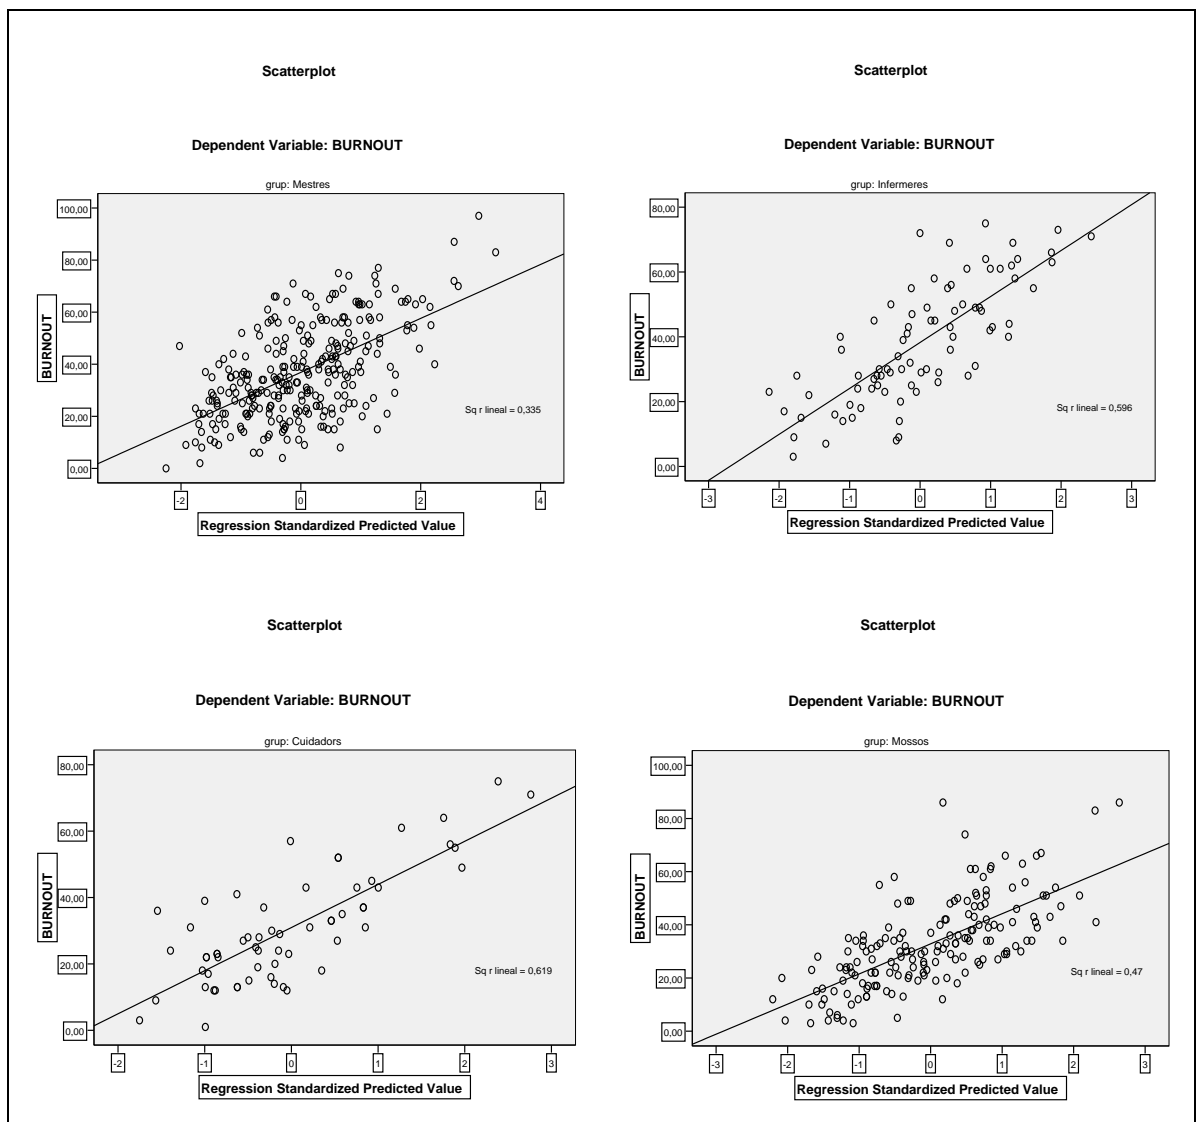 Scatterplot
Dependent Variable: BURNOUT
grup: Mestres
100,00
80,00
60,00
40,00
20,00
0,00
BURNOUT
Sq r lineal = 0,335
-2
0
2
4
Regression Standardized Predicted Value
Scatterplot
Dependent Variable: BURNOUT
grup: Infermeres
80,00
60,00
40,00
20,00
0,00
BURNOUT
Sq r lineal = 0,596
-3
-2
-1
0
1
2
3
Regression Standardized Predicted Value
Scatterplot
Dependent Variable: BURNOUT
grup: Cuidadors
80,00
60,00
40,00
20,00
0,00
BURNOUT
Sq r lineal = 0,619
-2
-1
0
1
2
3
Regression Standardized Predicted Value
Scatterplot
Dependent Variable: BURNOUT
grup: Mossos
100,00
80,00
60,00
40,00
20,00
0,00
BURNOUT
Sq r lineal = 0,47
-3
-2
-1
0
1
2
3
Regression Standardized Predicted Value